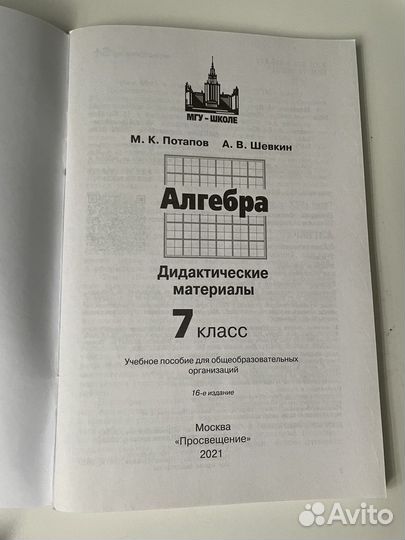 МГУ - ШКОЛЕ
М. К. Потапов А. В. Шевкин
Алгебра
Дидактические
материалы
7 класс
Учебное пособие для общеобразовательных
организаций
16-е издание
Москва
«Просвещение»
2021
Avito